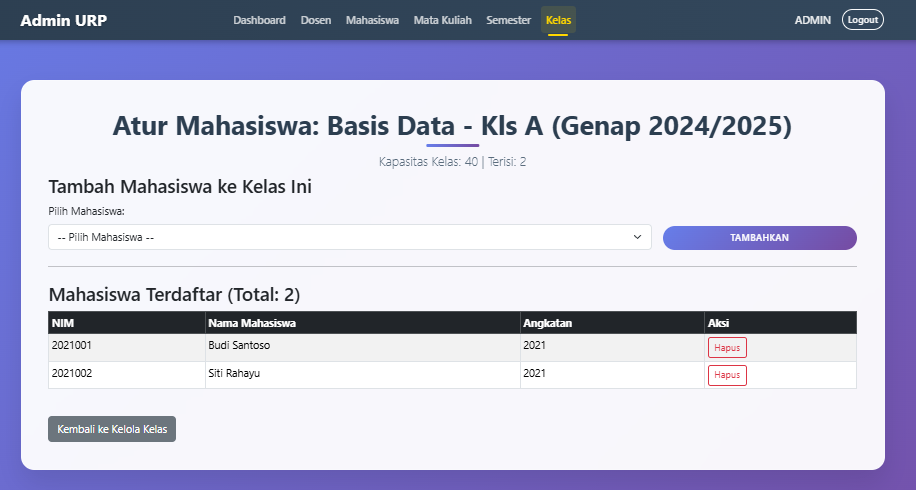 Admin URP Dashboard Dosen Mahasiswa Mata Kuliah Semester Kelas ADMIN Logout
Atur Mahasiswa: Basis Data - Kls A (Genap 2024/2025)
Kapasitas Kelas: 40 | Terisi: 2
Tambah Mahasiswa ke Kelas Ini
Pilih Mahasiswa:
-- Pilih Mahasiswa -- TAMBAHKAN
Mahasiswa Terdaftar (Total: 2)
NIM Nama Mahasiswa Angkatan Aksi
2021001 Budi Santoso 2021 Hapus
2021002 Siti Rahayu 2021 Hapus
Kembali ke Kelola Kelas